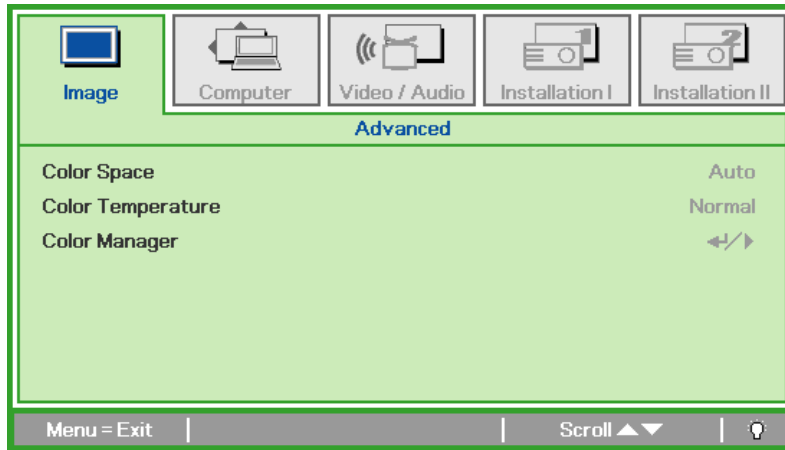 Image Computer Video / Audio Installation I Installation II
Advanced
Color Space Auto
Color Temperature Normal
Color Manager ↵/▶
Menu = Exit Scroll ▲▼